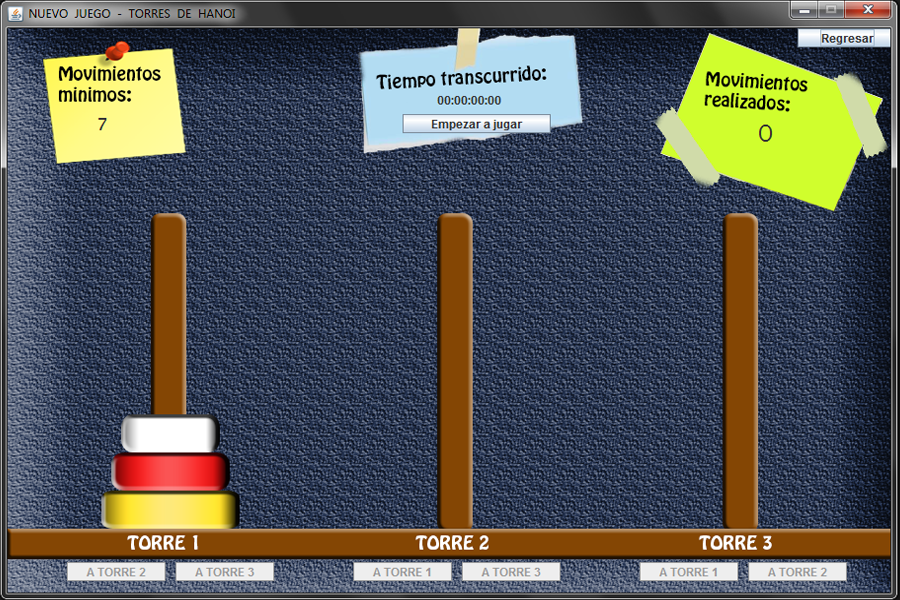 NUEVO JUEGO - TORRES DE HANOI
Regresar
Movimientos
minimos:
7
Tiempo transcurrido:
00:00:00:00
Empezar a jugar
Movimientos
realizados:
0
TORRE 1
TORRE 2
TORRE 3
A TORRE 2
A TORRE 3
A TORRE 1
A TORRE 3
A TORRE 1
A TORRE 2